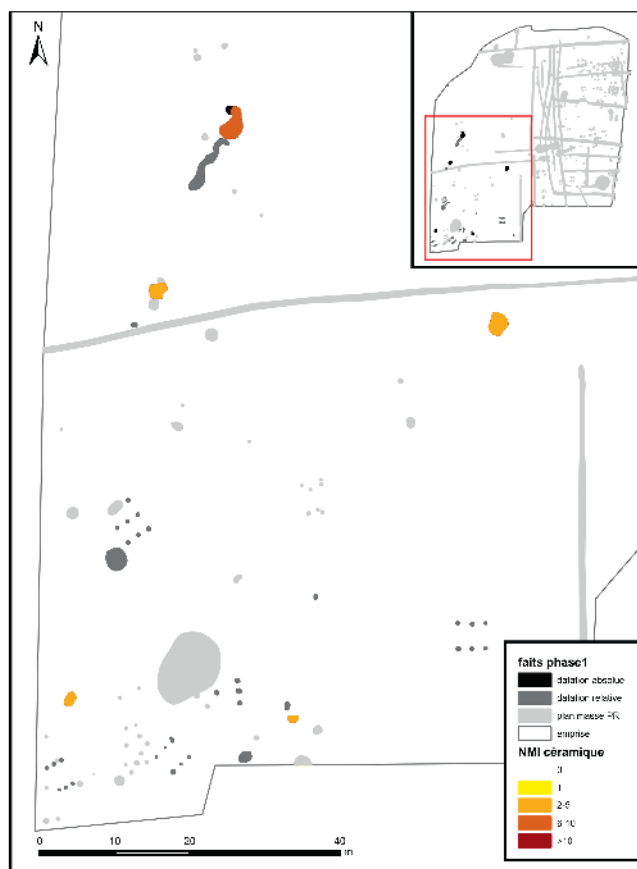 N
faits phase1
datation absolue
datation relative
plan masse PR
emprise
NMI céramique
1
2-5
6-10
>10
0 10 20 40
m